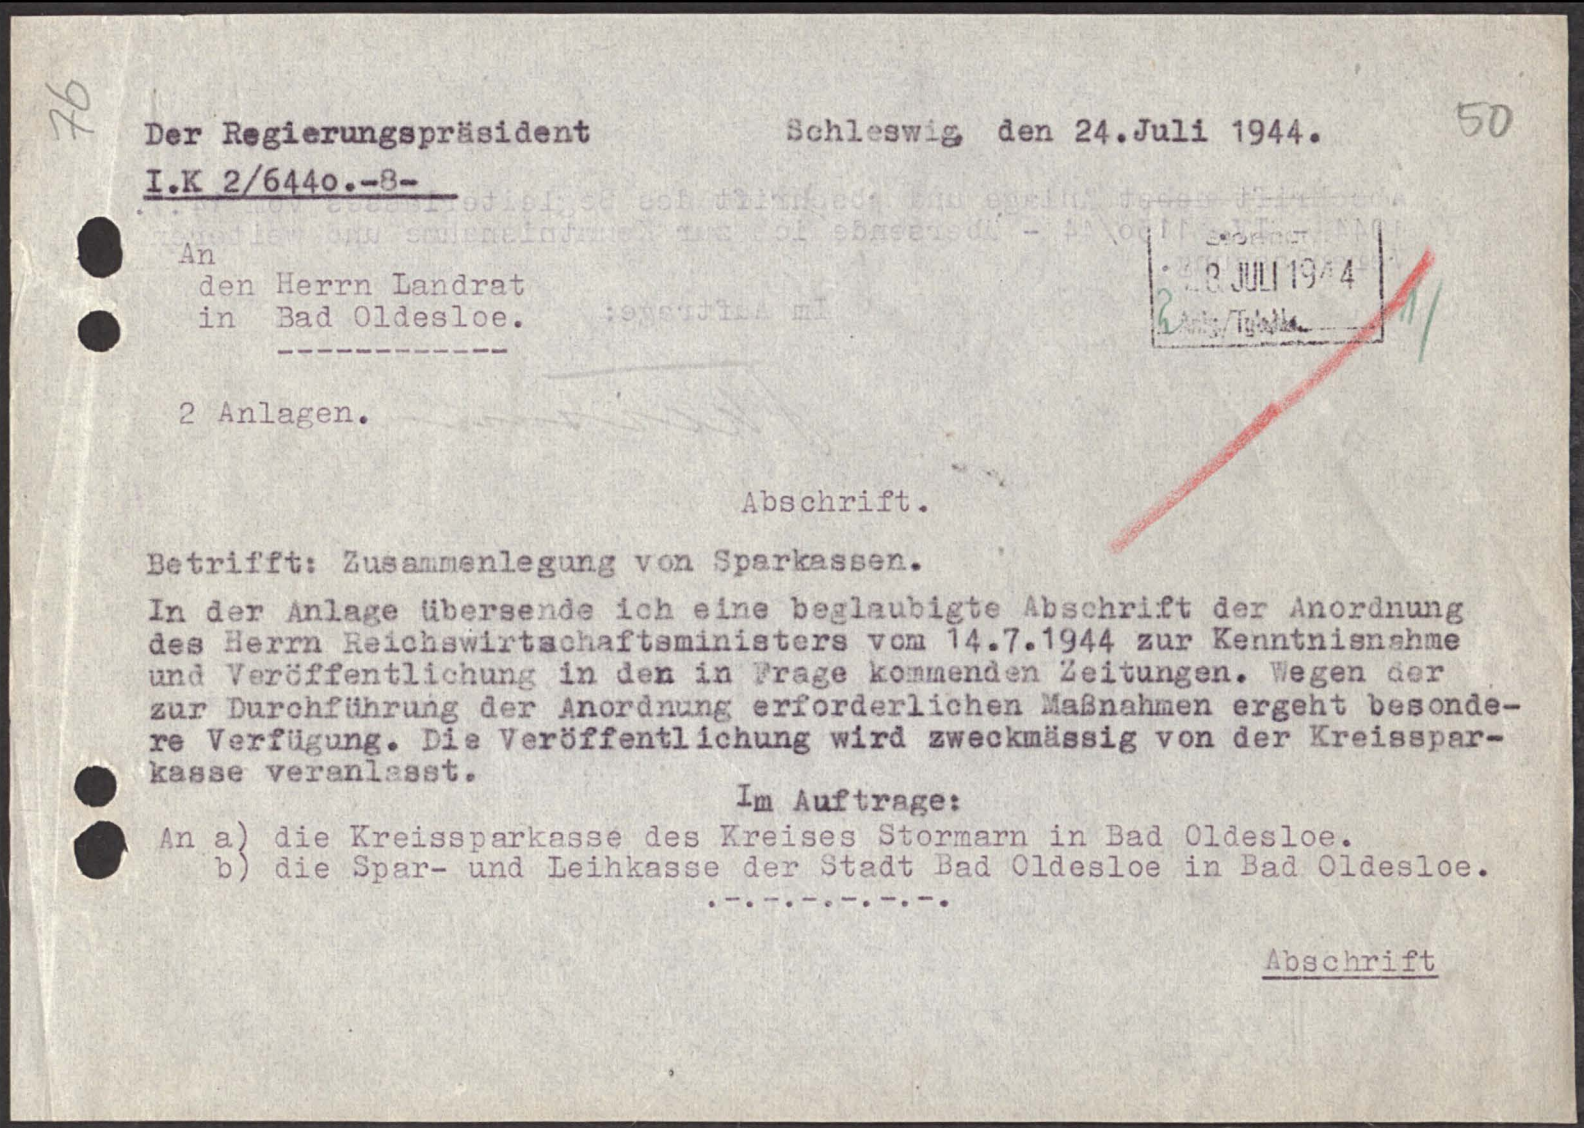 76
50
Der Regierungspräsident Schleswig, den 24.Juli 1944.
I.K 2/644o.-8-
An
den Herrn Landrat
in Bad Oldesloe.
------------
JULI 1944
2 Anlagen.
Abschrift.
Betrifft: Zusammenlegung von Sparkassen.
In der Anlage übersende ich eine beglaubigte Abschrift der Anordnung
des Herrn Reichswirtschaftsministers vom 14.7.1944 zur Kenntnisnahme
und Veröffentlichung in den in Frage kommenden Zeitungen. Wegen der
zur Durchführung der Anordnung erforderlichen Maßnahmen ergeht besonde-
re Verfügung. Die Veröffentlichung wird zweckmässig von der Kreisspar-
kasse veranlasst.
Im Auftrage:
An a) die Kreissparkasse des Kreises Stormarn in Bad Oldesloe.
b) die Spar- und Leihkasse der Stadt Bad Oldesloe in Bad Oldesloe.
.-.-.-.-.-.-.
Abschrift